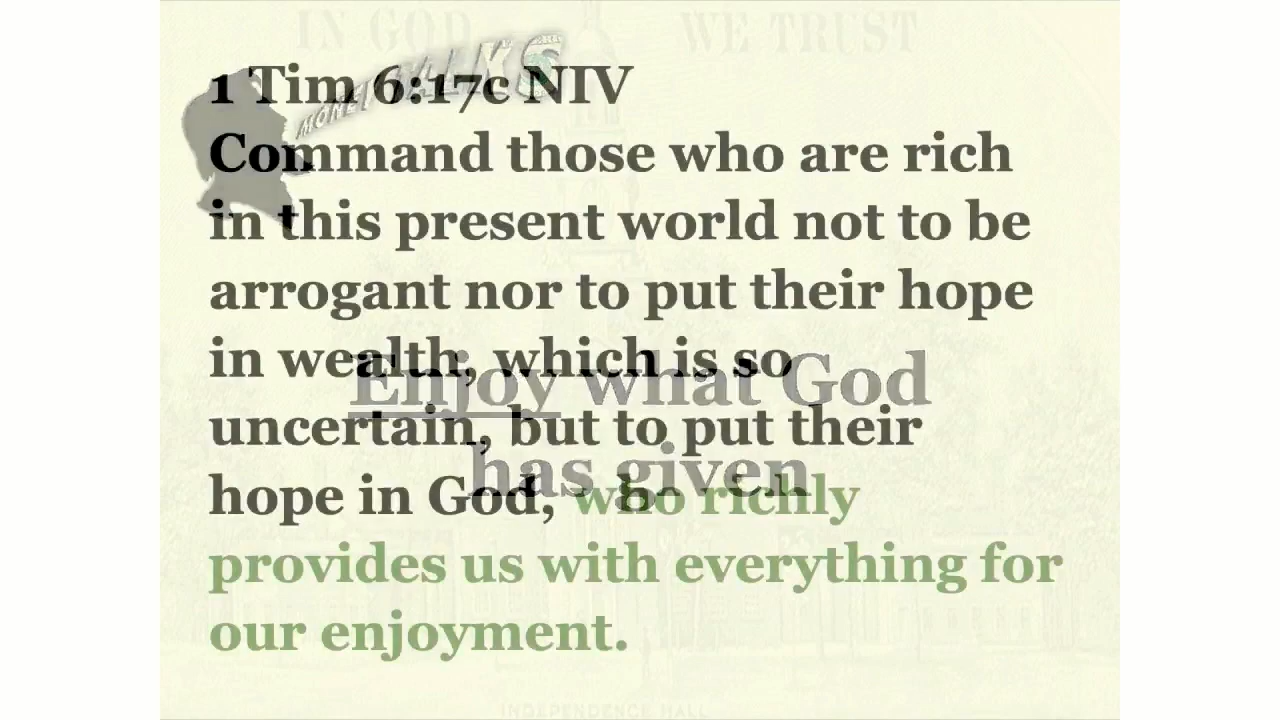 IN GOD WE TRUST
MONEY TALKS
1 Tim 6:17c NIV
Command those who are rich
in this present world not to be
arrogant nor to put their hope
in wealth, which is so
uncertain, but to put their
hope in God, who richly
provides us with everything for
our enjoyment.
Enjoy what God
has given
INDEPENDENCE HALL